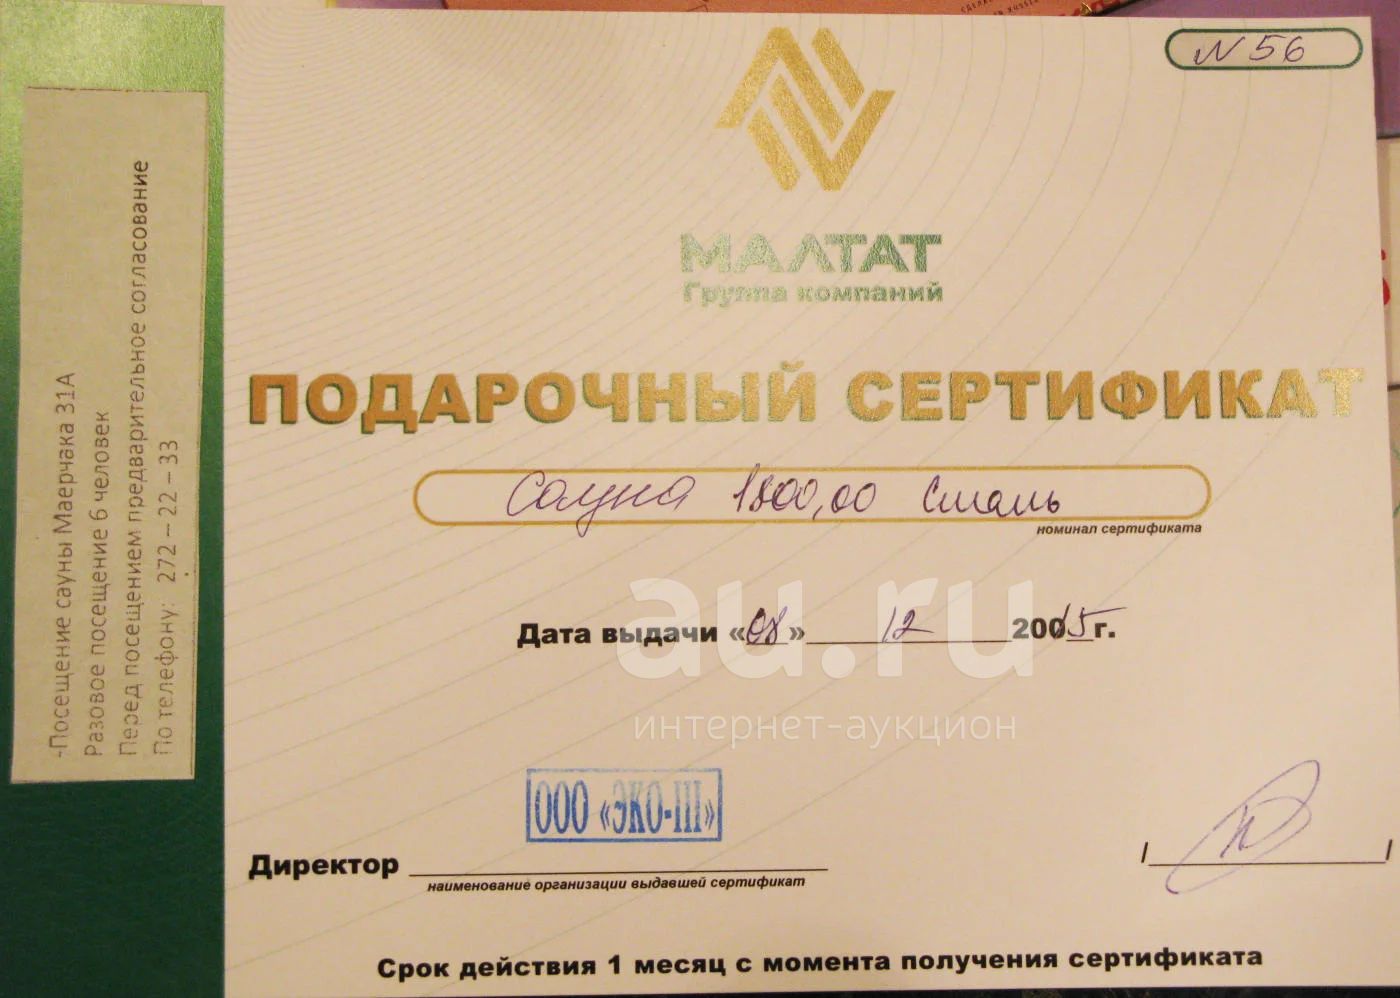 N 56
МАЛТАТ
Группа компаний
ПОДАРОЧНЫЙ СЕРТИФИКАТ
Сауна 1800,00 Сталь
номинал сертификата
Дата выдачи «08» 12 20015г.
au.ru
интернет-аукцион
ООО «ЭКО-III»
Директор
наименование организации выдавшей сертификат
/ /
Срок действия 1 месяц с момента получения сертификата
-Посещение сауны Маерчака 31А
Разовое посещение 6 человек
Перед посещением предварительное согласование
По телефону: 272-22-33